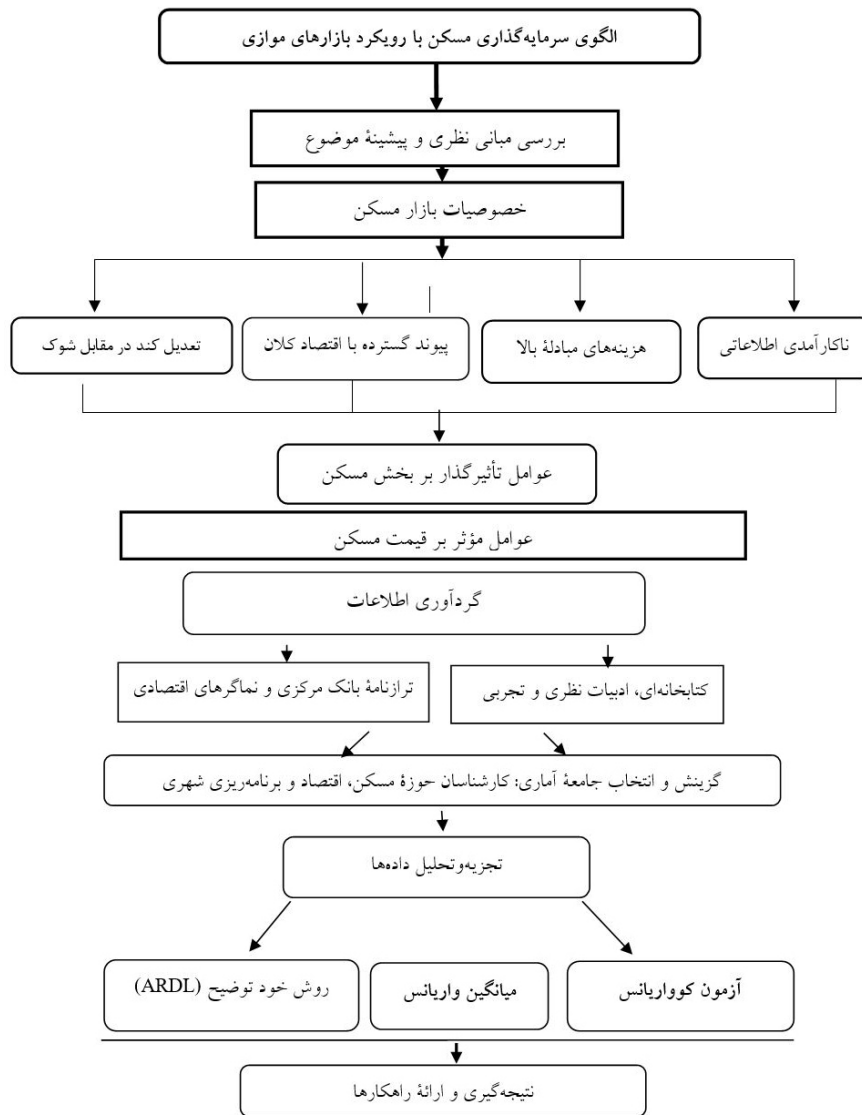 الگوی سرمایه‌گذاری مسکن با رویکرد بازارهای موازی
بررسی مبانی نظری و پیشینهٔ موضوع
خصوصیات بازار مسکن
ناکارآمدی اطلاعاتی
هزینه‌های مبادلهٔ بالا
پیوند گسترده با اقتصاد کلان
تعدیل کند در مقابل شوک
عوامل تأثیرگذار بر بخش مسکن
عوامل مؤثر بر قیمت مسکن
گردآوری اطلاعات
کتابخانه‌ای، ادبیات نظری و تجربی
ترازنامهٔ بانک مرکزی و نماگرهای اقتصادی
گزینش و انتخاب جامعهٔ آماری: کارشناسان حوزهٔ مسکن، اقتصاد و برنامه‌ریزی شهری
تجزیه‌وتحلیل داده‌ها
آزمون کوواریانس
میانگین واریانس
روش خود توضیح (ARDL)
نتیجه‌گیری و ارائهٔ راهکارها